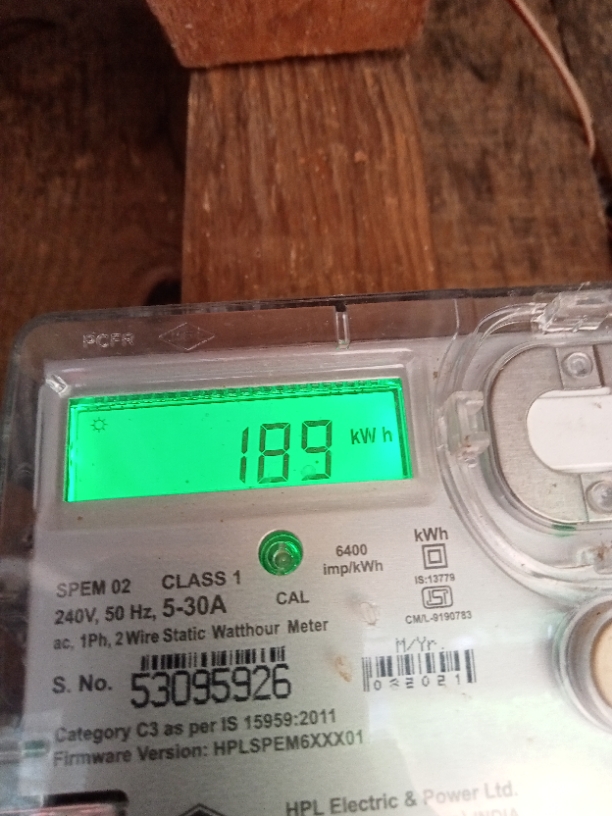 PCFR
189 kWh
6400
imp/kWh
kWh
IS:13779
CM/L-9190783
SPEM 02 CLASS 1
CAL
240V, 50 Hz, 5-30A
ac, 1Ph, 2 Wire Static Watthour Meter
M/Yr.
S. No. 53095926
Category C3 as per IS 15959:2011
Firmware Version: HPLSPEM6XXX01
HPL Electric & Power Ltd.